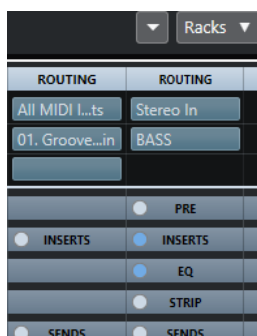 Racks
ROUTING ROUTING
All MIDI I...ts Stereo In
01. Groove...in BASS
PRE
INSERTS INSERTS
EQ
STRIP
SENDS SENDS